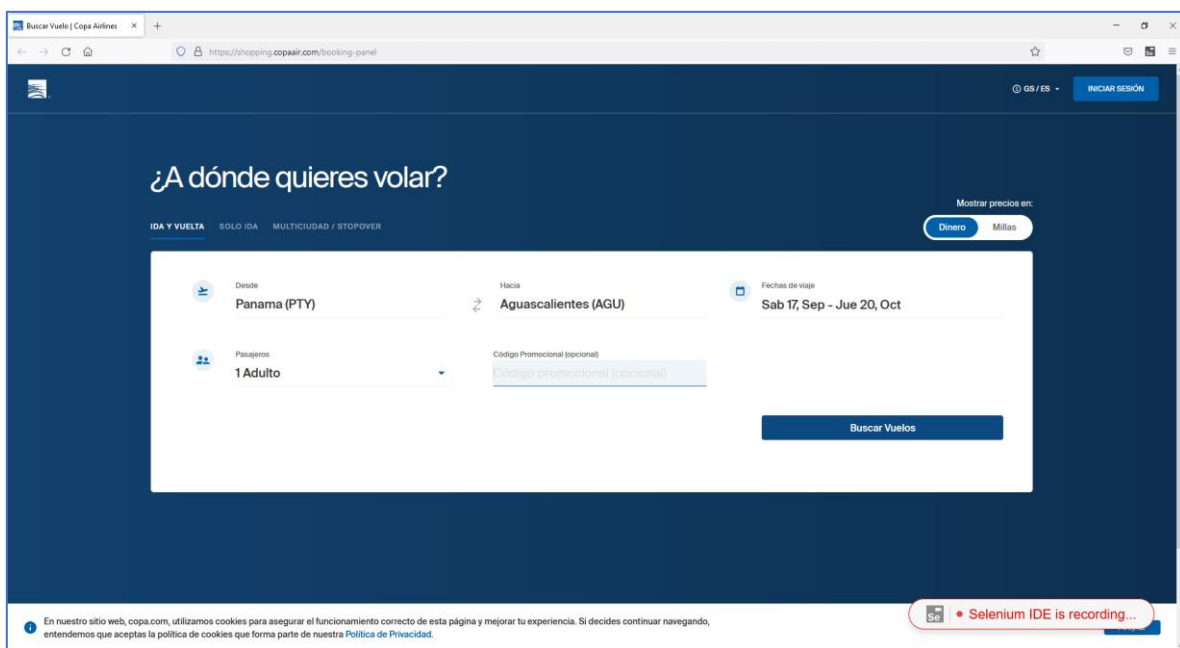 Buscar Vuelo | Copa Airlines
https://shopping.copaair.com/booking-panel
GS / ES
INICIAR SESIÓN
¿A dónde quieres volar?
Mostrar precios en:
IDA Y VUELTA SOLO IDA MULTICIUDAD / STOPOVER
Dinero Millas
Desde
Panama (PTY)
Hacia
Aguascalientes (AGU)
Fechas de viaje
Sab 17, Sep - Jue 20, Oct
Pasajeros
1 Adulto
Código Promocional (opcional)
Código promocional (opcional)
Buscar Vuelos
En nuestro sitio web, copa.com, utilizamos cookies para asegurar el funcionamiento correcto de esta página y mejorar tu experiencia. Si decides continuar navegando,
entendemos que aceptas la política de cookies que forma parte de nuestra Política de Privacidad.
Se Selenium IDE is recording...